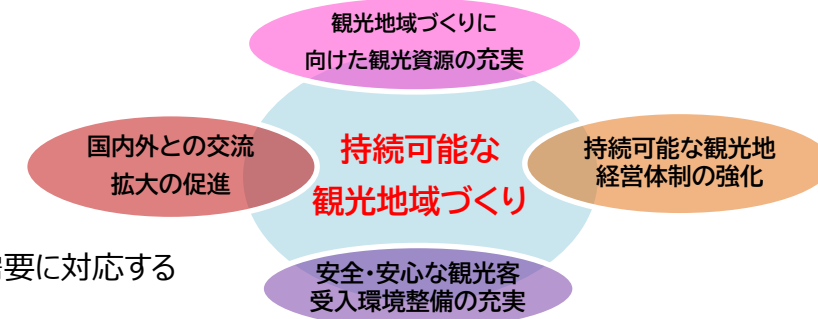 観光地域づくりに
向けた観光資源の充実
国内外との交流
拡大の促進
持続可能な
観光地域づくり
持続可能な観光地
経営体制の強化
需要に対応する
安全・安心な観光客
受入環境整備の充実